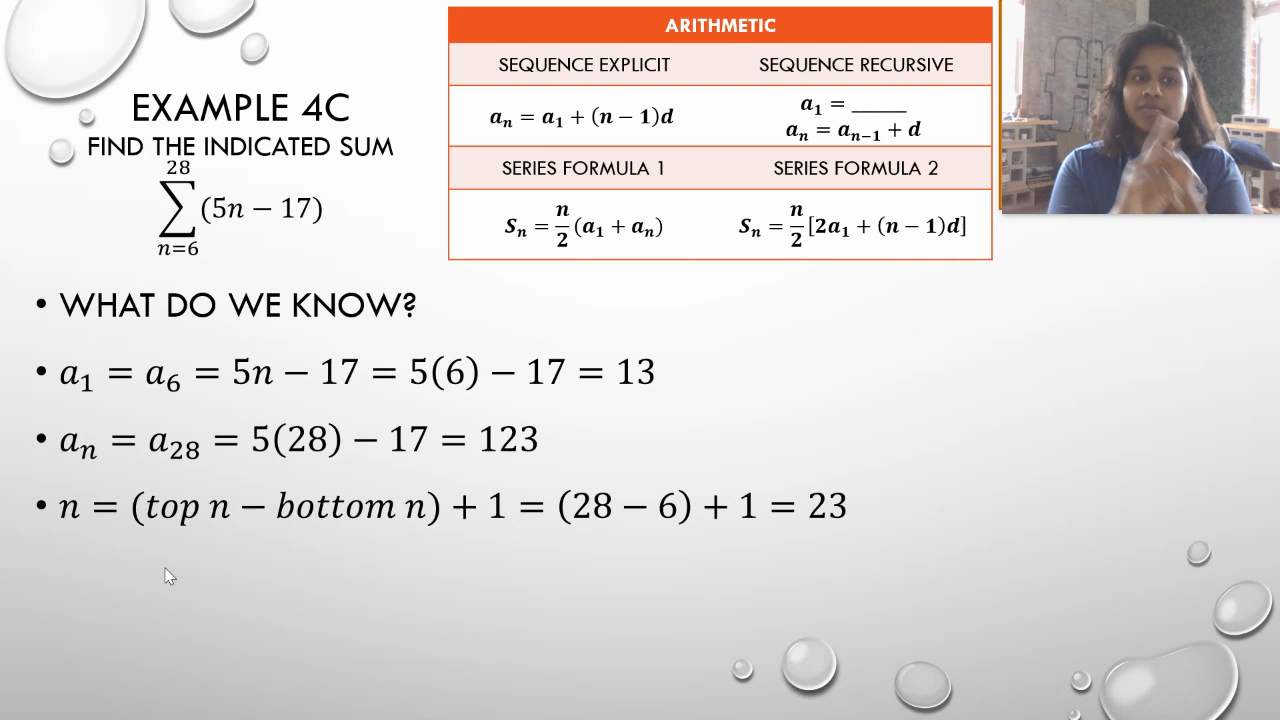 EXAMPLE 4C
FIND THE INDICATED SUM
28
∑(5n − 17)
n=6
ARITHMETIC
SEQUENCE EXPLICIT SEQUENCE RECURSIVE
aₙ = a₁ + (n − 1)d
a₁ = _____
aₙ = aₙ₋₁ + d
SERIES FORMULA 1 SERIES FORMULA 2
Sₙ = n/2 (a₁ + aₙ) Sₙ = n/2 [2a₁ + (n − 1)d]
• WHAT DO WE KNOW?
• a₁ = a₆ = 5n − 17 = 5(6) − 17 = 13
• aₙ = a₂₈ = 5(28) − 17 = 123
• n = (top n − bottom n) + 1 = (28 − 6) + 1 = 23